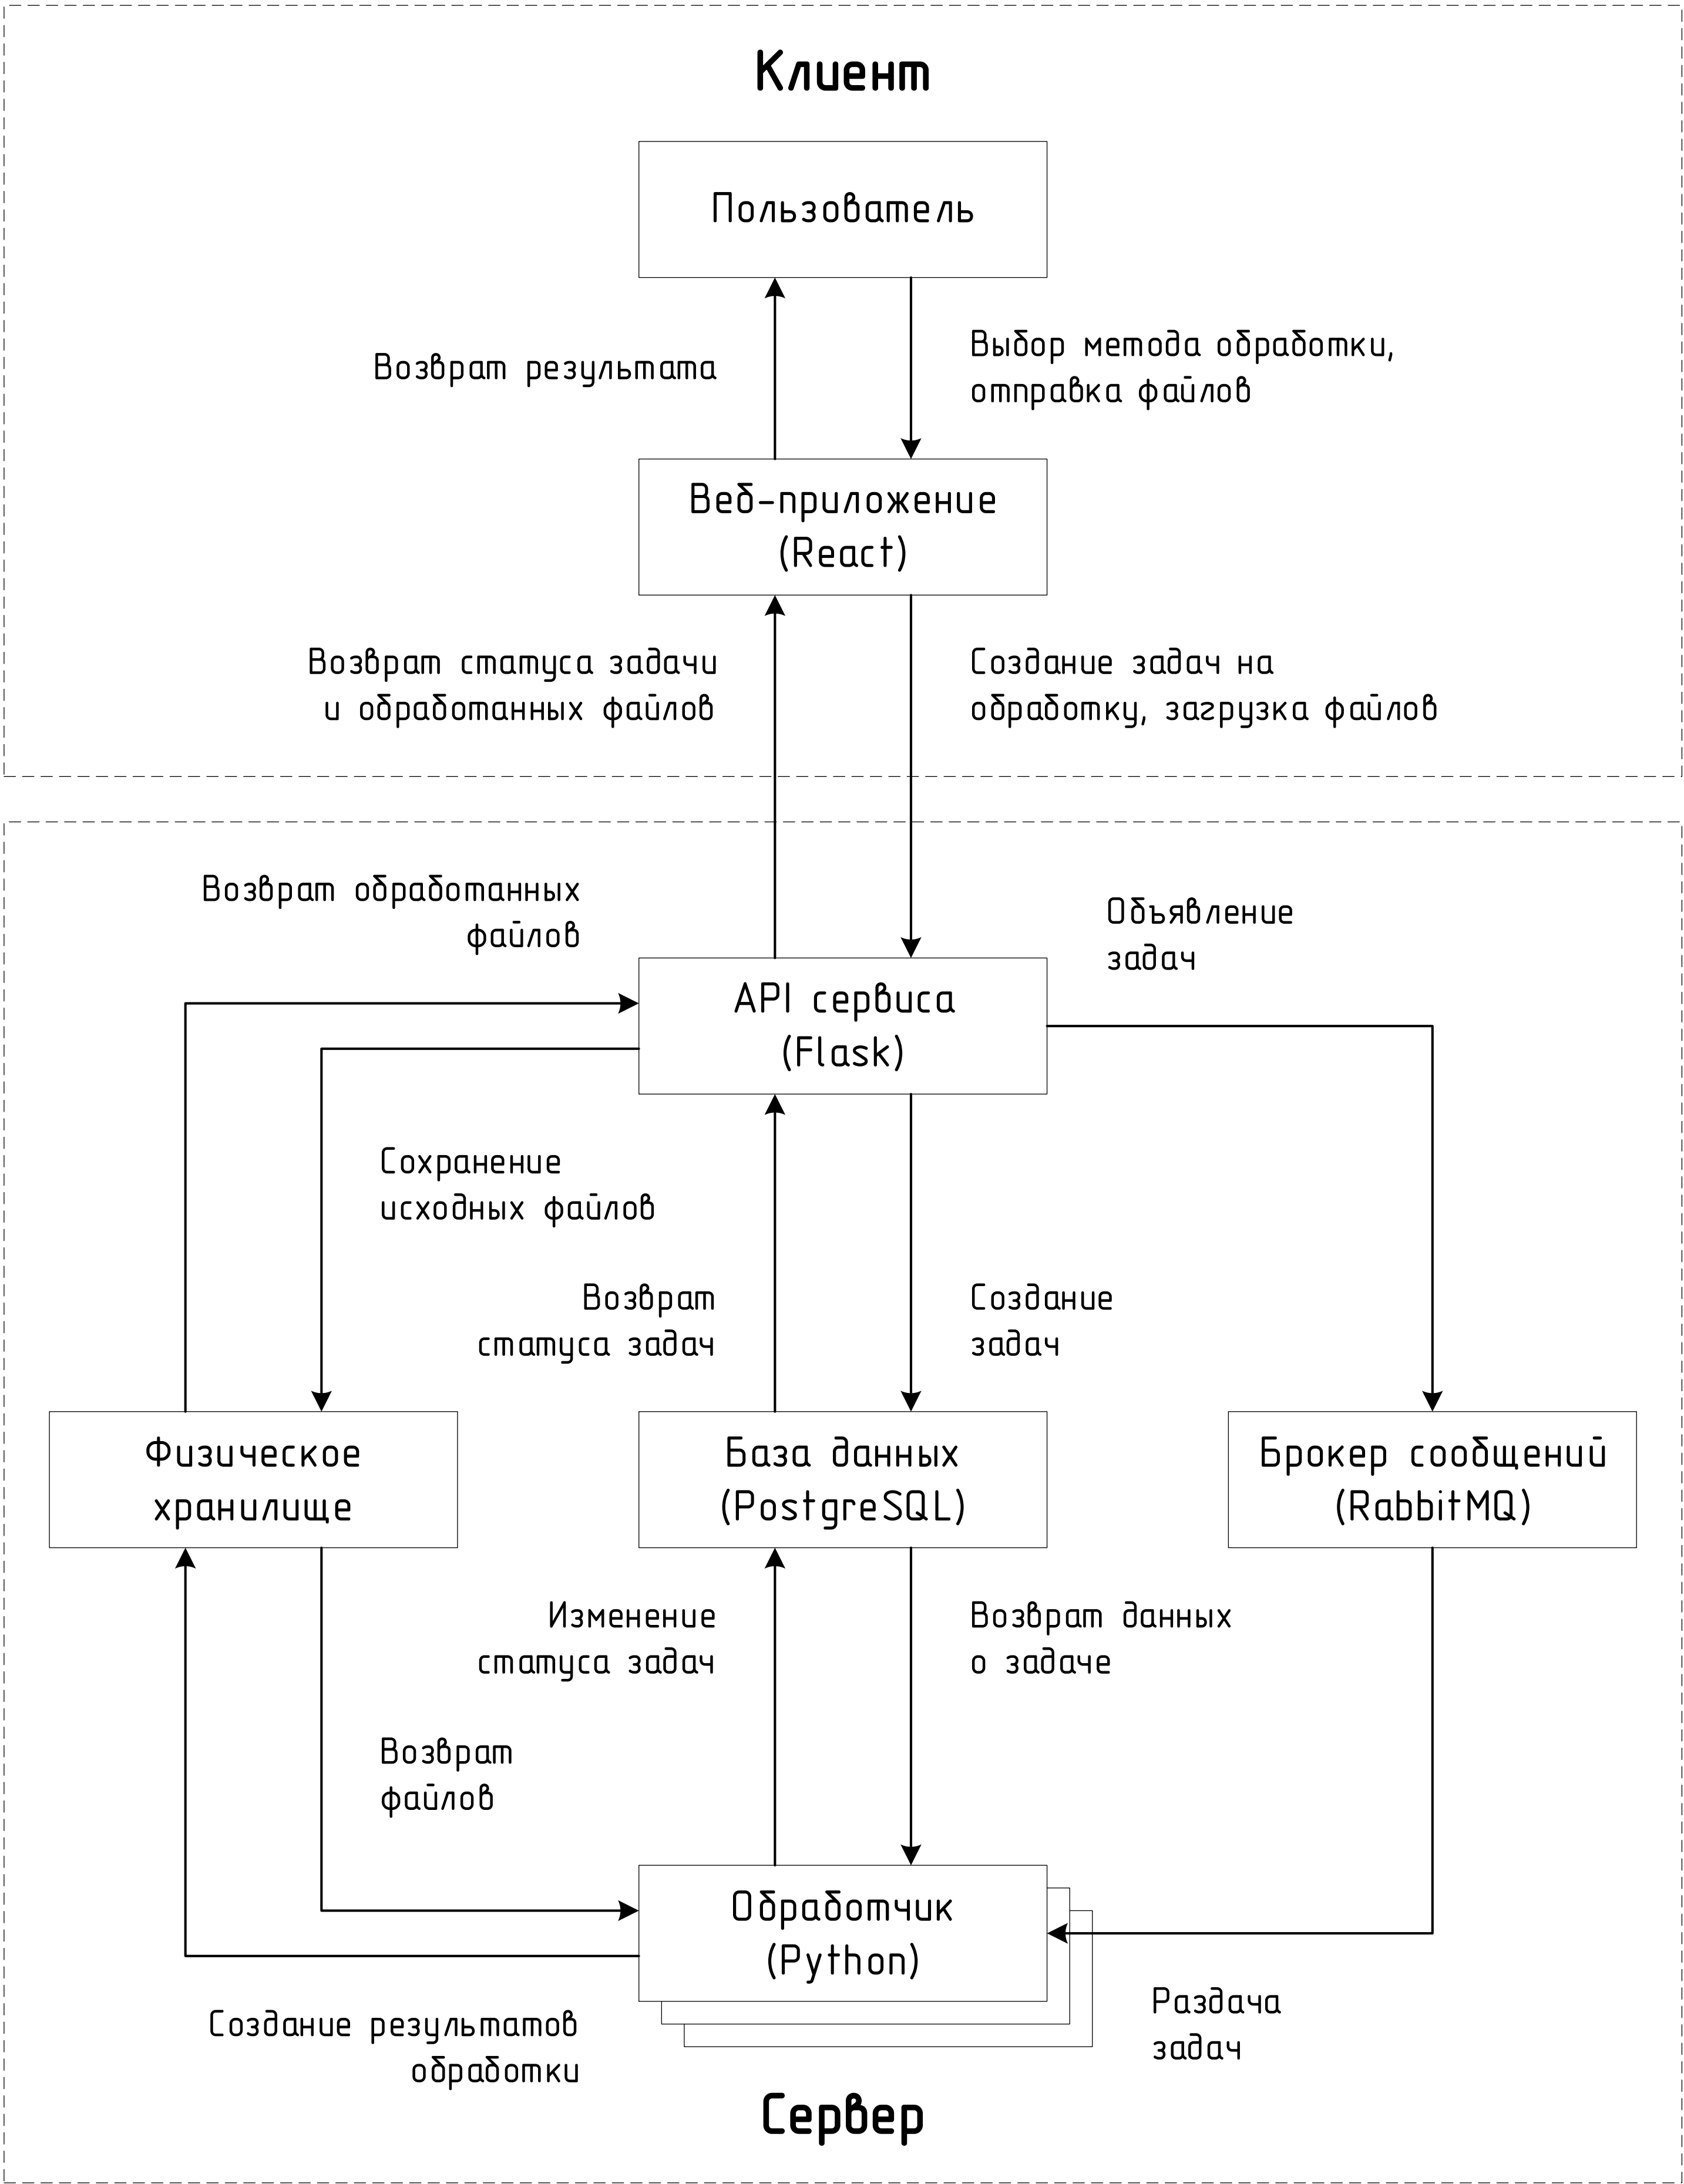 Клиент
Пользователь
Возврат результата
Выбор метода обработки,
отправка файлов
Веб-приложение
(React)
Возврат статуса задачи
и обработанных файлов
Создание задач на
обработку, загрузка файлов
Возврат обработанных
файлов
Объявление
задач
API сервиса
(Flask)
Сохранение
исходных файлов
Возврат
статуса задач
Создание
задач
Физическое
хранилище
База данных
(PostgreSQL)
Брокер сообщений
(RabbitMQ)
Изменение
статуса задач
Возврат данных
о задаче
Возврат
файлов
Обработчик
(Python)
Создание результатов
обработки
Раздача
задач
Сервер